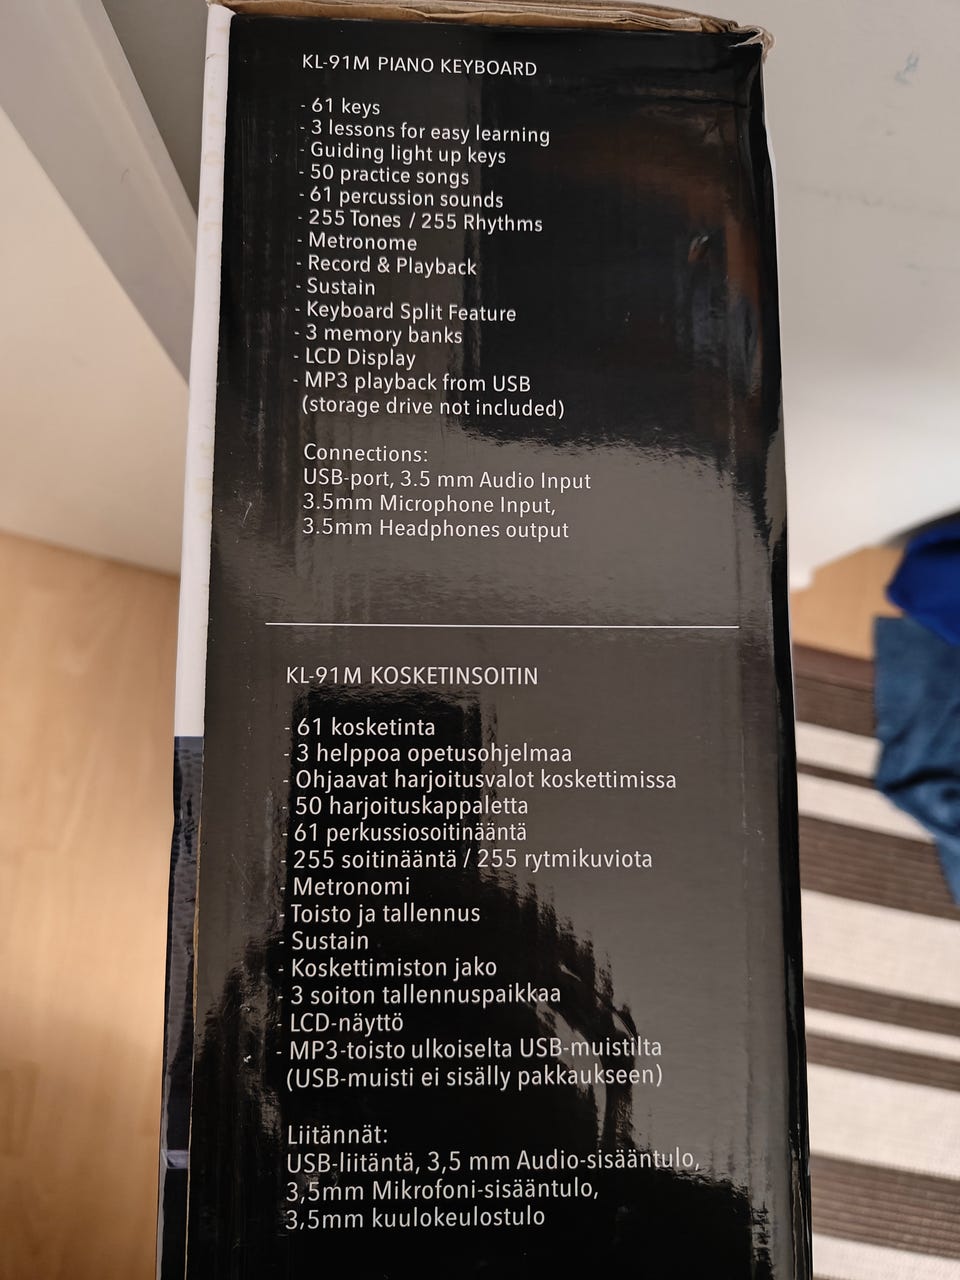 KL-91M PIANO KEYBOARD
- 61 keys
- 3 lessons for easy learning
- Guiding light up keys
- 50 practice songs
- 61 percussion sounds
- 255 Tones / 255 Rhythms
- Metronome
- Record & Playback
- Sustain
- Keyboard Split Feature
- 3 memory banks
- LCD Display
- MP3 playback from USB
(storage drive not included)
Connections:
USB-port, 3.5 mm Audio Input
3.5mm Microphone Input,
3.5mm Headphones output
KL-91M KOSKETINSOITIN
- 61 kosketinta
- 3 helppoa opetusohjelmaa
- Ohjaavat harjoitusvalot koskettimissa
- 50 harjoituskappaletta
- 61 perkussiosoitinääntä
- 255 soitinääntä / 255 rytmikuviota
- Metronomi
- Toisto ja tallennus
- Sustain
- Koskettimiston jako
- 3 soiton tallennuspaikkaa
- LCD-näyttö
- MP3-toisto ulkoiselta USB-muistilta
(USB-muisti ei sisälly pakkaukseen)
Liitännät:
USB-liitäntä, 3,5 mm Audio-sisääntulo,
3,5mm Mikrofoni-sisääntulo,
3,5mm kuulokeulostulo